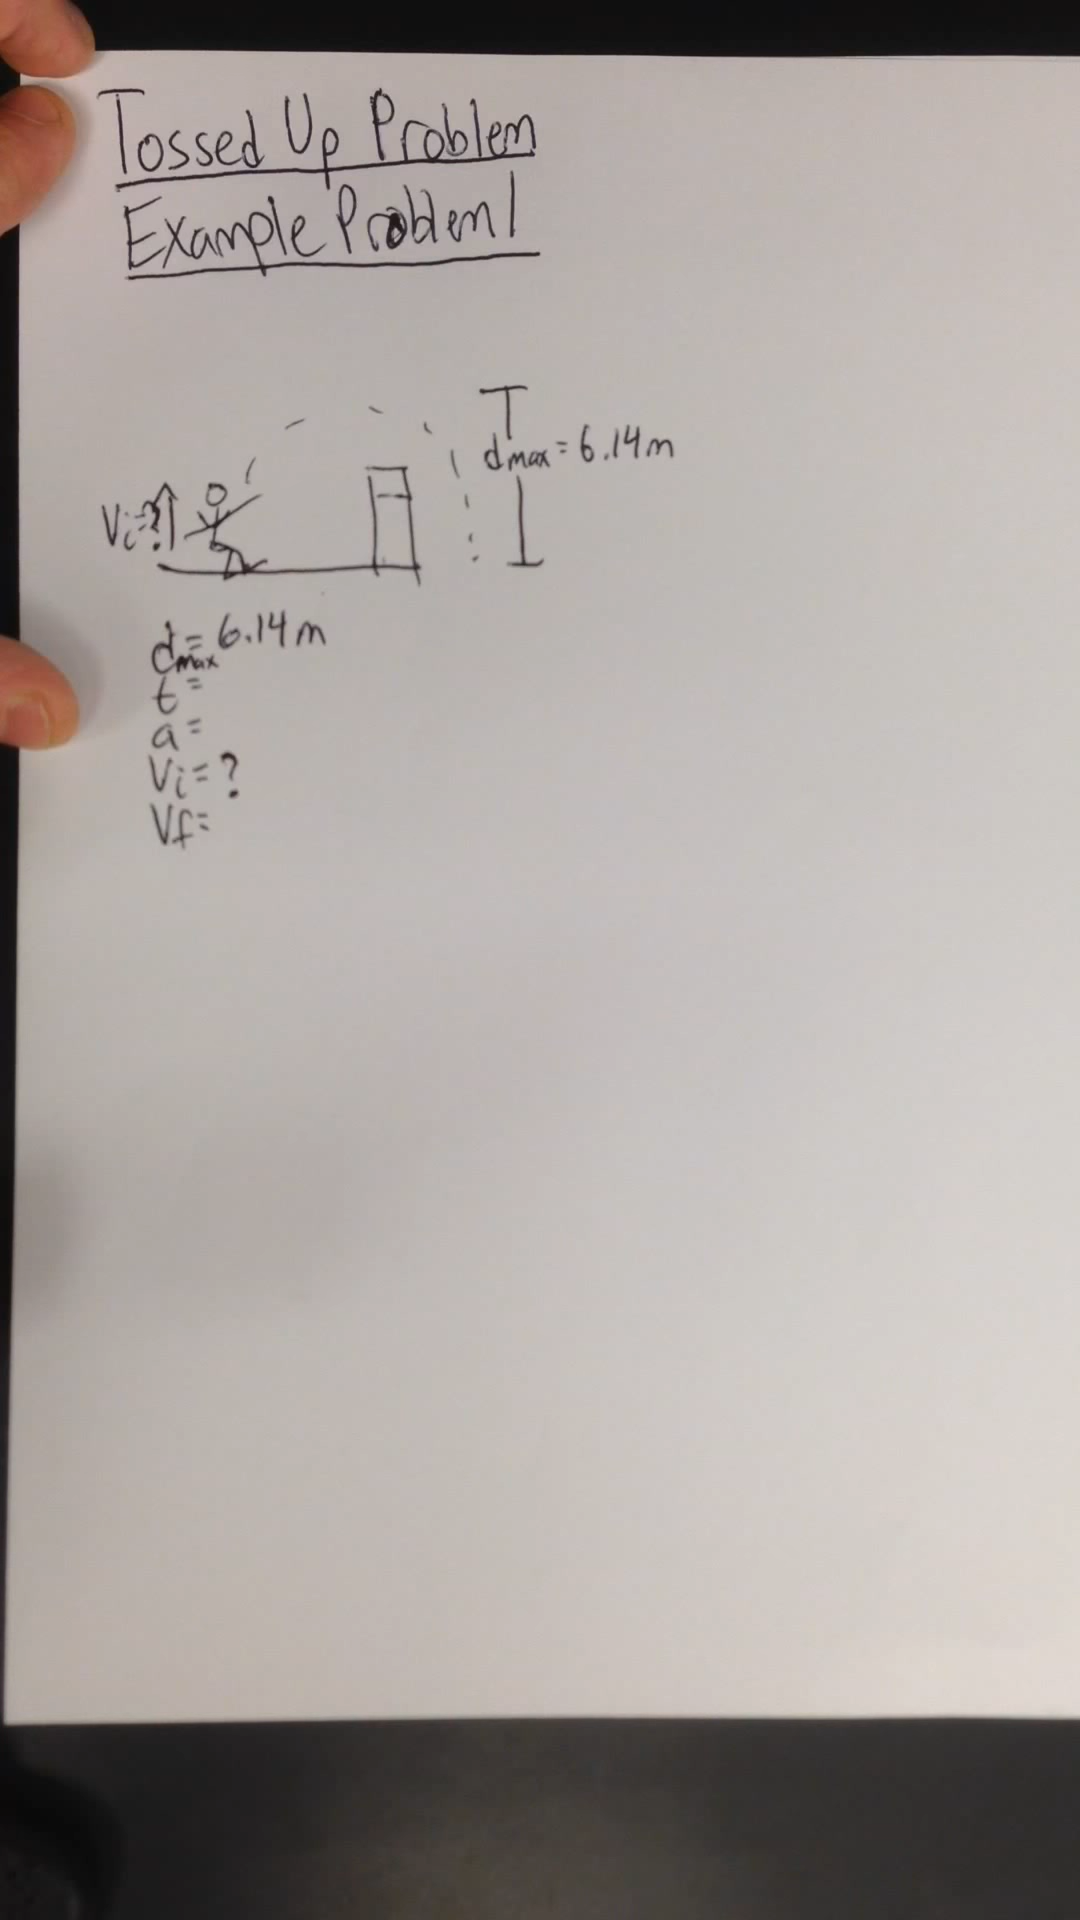 Tossed Up Problem
Example Problem 1
dmax = 6.14m
Vi=?
dmax = 6.14m
t =
a =
Vi = ?
Vf =